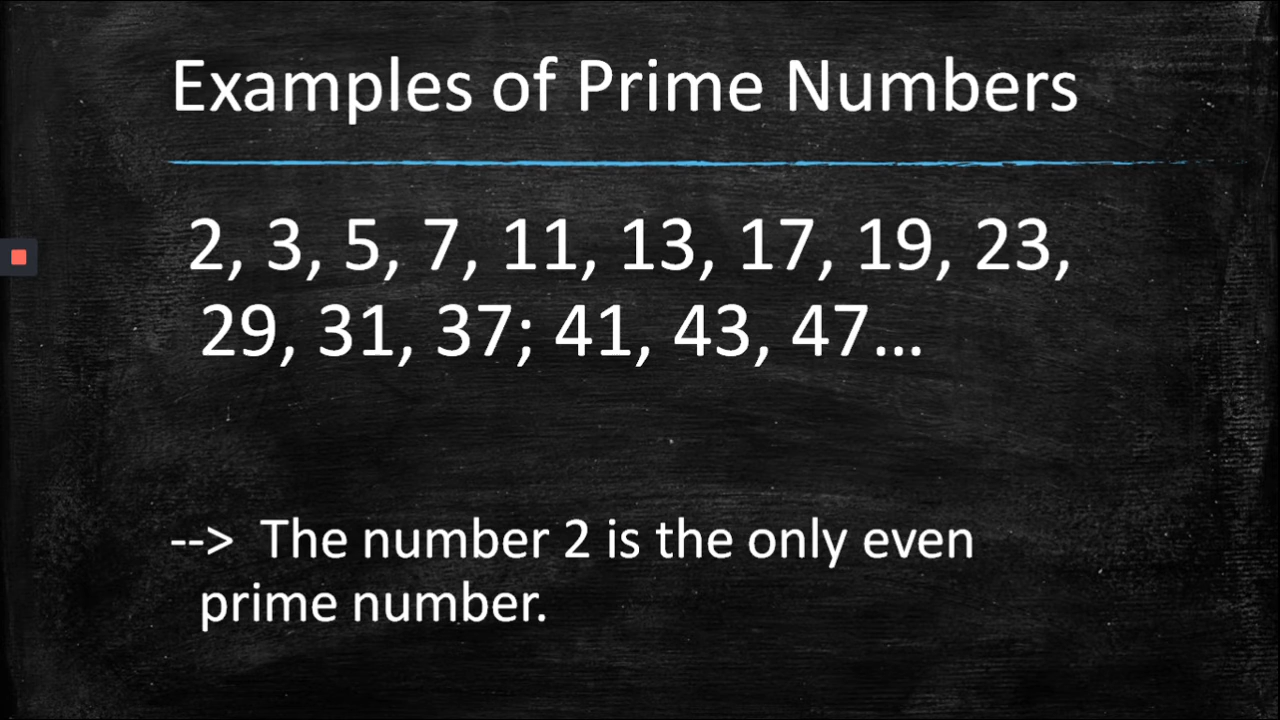 Examples of Prime Numbers
2, 3, 5, 7, 11, 13, 17, 19, 23,
29, 31, 37; 41, 43, 47...
--> The number 2 is the only even
prime number.